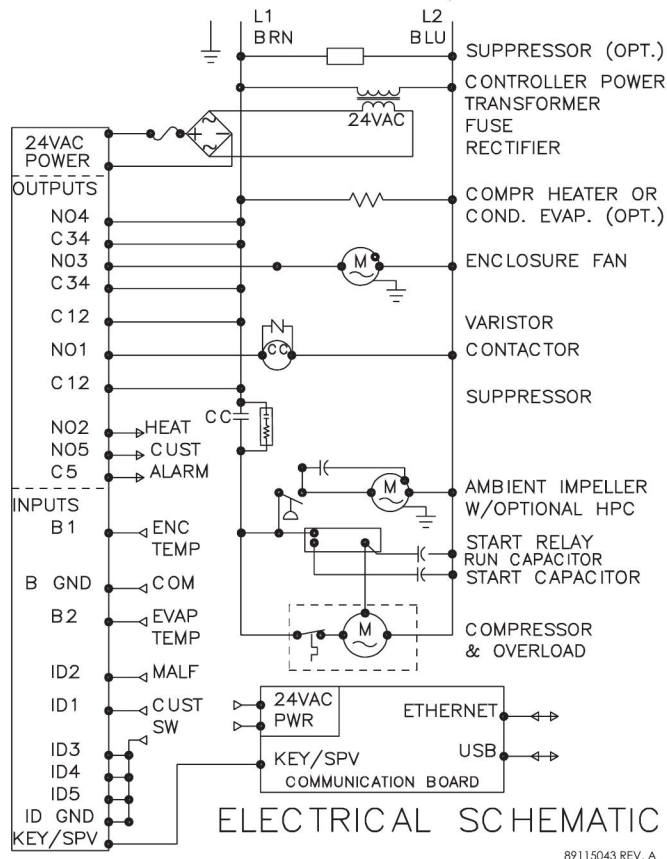 L1
BRN
L2
BLU
SUPPRESSOR (OPT.)
CONTROLLER POWER
TRANSFORMER
FUSE
RECTIFIER
24VAC
24VAC
POWER
OUTPUTS
NO4
C34
NO3
C34
C12
NO1
C12
NO2
HEAT
NO5
CUST
C5
ALARM
COMPR HEATER OR
COND. EVAP. (OPT.)
M
ENCLOSURE FAN
VARISTOR
CC
CONTACTOR
SUPPRESSOR
CC
M
AMBIENT IMPELLER
W/OPTIONAL HPC
START RELAY
RUN CAPACITOR
START CAPACITOR
M
COMPRESSOR
& OVERLOAD
INPUTS
B1
ENC
TEMP
B GND
COM
B2
EVAP
TEMP
ID2
MALF
ID1
CUST
SW
ID3
ID4
ID5
ID GND
KEY/SPV
24VAC
PWR
ETHERNET
USB
KEY/SPV
COMMUNICATION BOARD
ELECTRICAL SCHEMATIC
89115043 REV. A